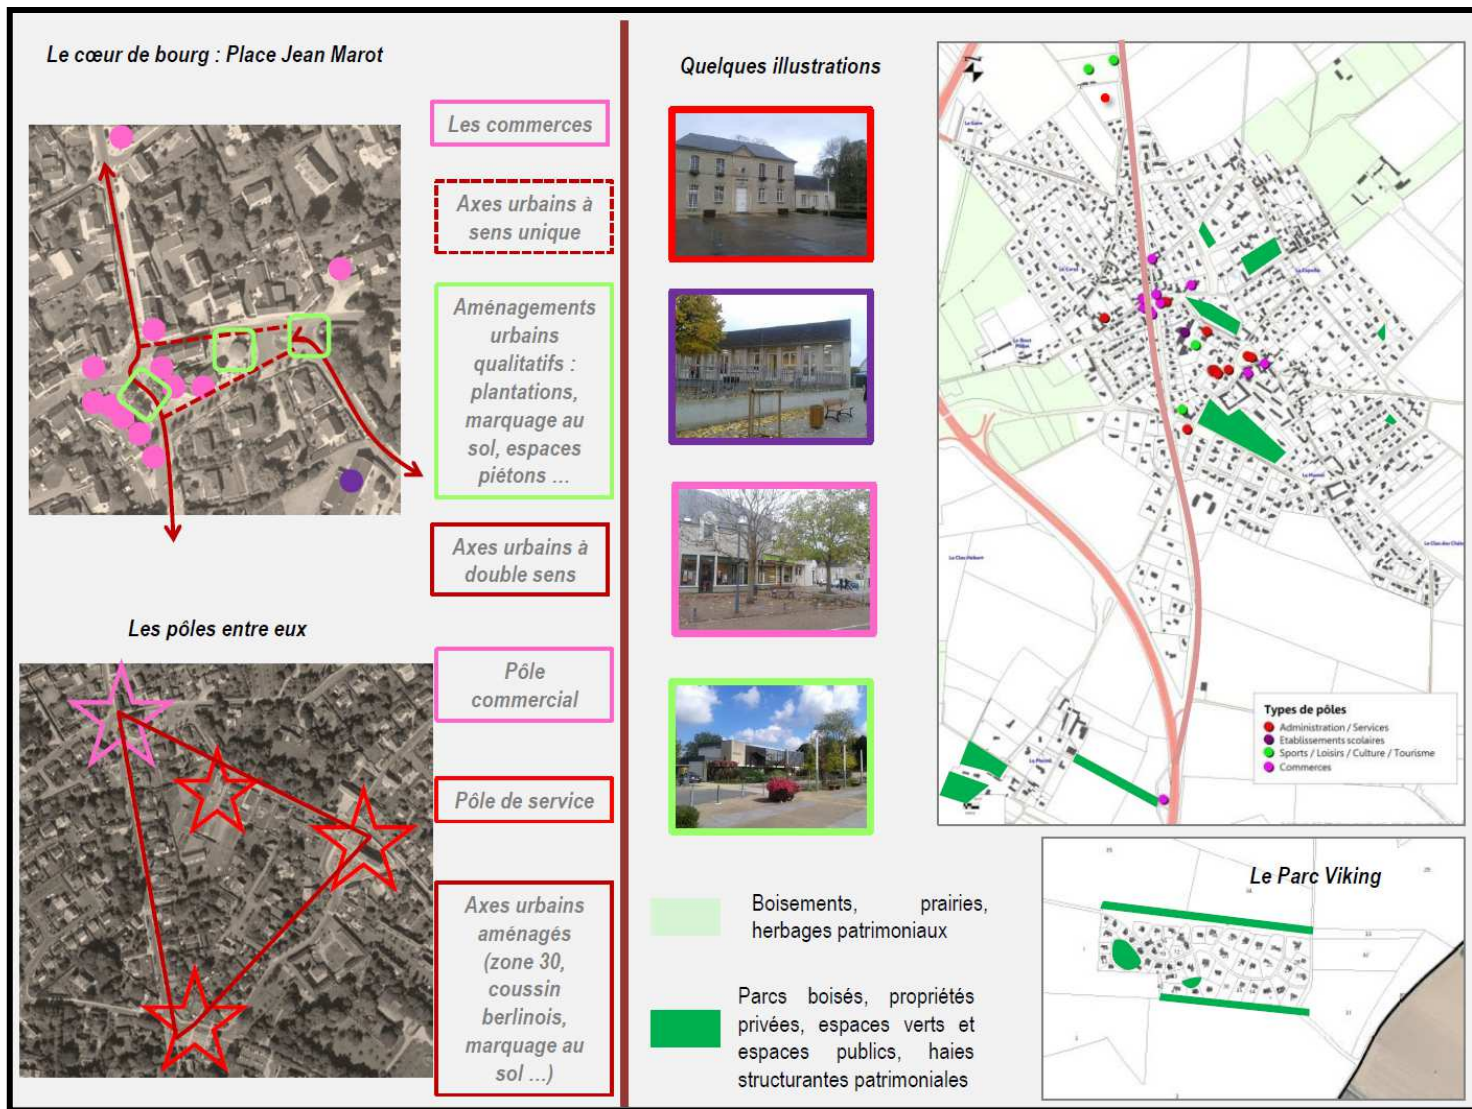 Le cœur de bourg : Place Jean Marot
Les commerces
Axes urbains à
sens unique
Aménagements
urbains
qualitatifs :
plantations,
marquage au
sol, espaces
piétons ...
Axes urbains à
double sens
Les pôles entre eux
Pôle
commercial
Pôle de service
Axes urbains
aménagés
(zone 30,
coussin
berlinois,
marquage au
sol ...)
Quelques illustrations
Boisements, prairies,
herbages patrimoniaux
Parcs boisés, propriétés
privées, espaces verts et
espaces publics, haies
structurantes patrimoniales
Types de pôles
Administration / Services
Etablissements scolaires
Sports / Loisirs / Culture / Tourisme
Commerces
Le Parc Viking